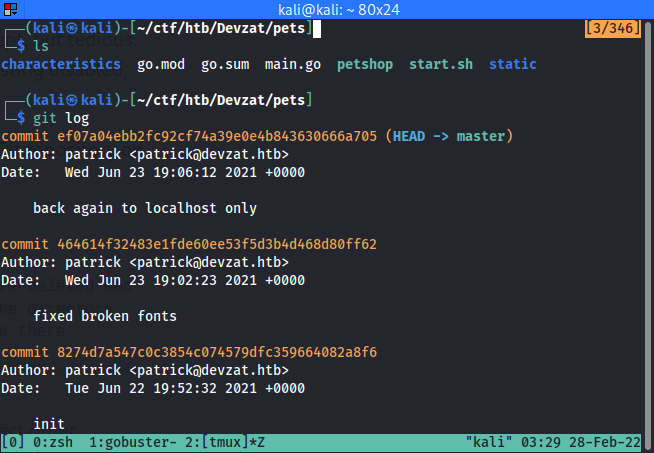 kali@kali: ~ 80x24
┌──(kali㉿kali)-[~/ctf/htb/Devzat/pets] [3/346]
└─$ ls
characteristics go.mod go.sum main.go petshop start.sh static
┌──(kali㉿kali)-[~/ctf/htb/Devzat/pets]
└─$ git log
commit ef07a04ebb2fc92cf74a39e0e4b843630666a705 (HEAD -> master)
Author: patrick <patrick@devzat.htb>
Date:   Wed Jun 23 19:06:12 2021 +0000
back again to localhost only
commit 464614f32483e1fde60ee53f5d3b4d468d80ff62
Author: patrick <patrick@devzat.htb>
Date:   Wed Jun 23 19:02:23 2021 +0000
fixed broken fonts
commit 8274d7a547c0c3854c074579dfc359664082a8f6
Author: patrick <patrick@devzat.htb>
Date:   Tue Jun 22 19:52:32 2021 +0000
init
[0] 0:zsh  1:gobuster- 2:[tmux]*Z "kali" 03:29 28-Feb-22